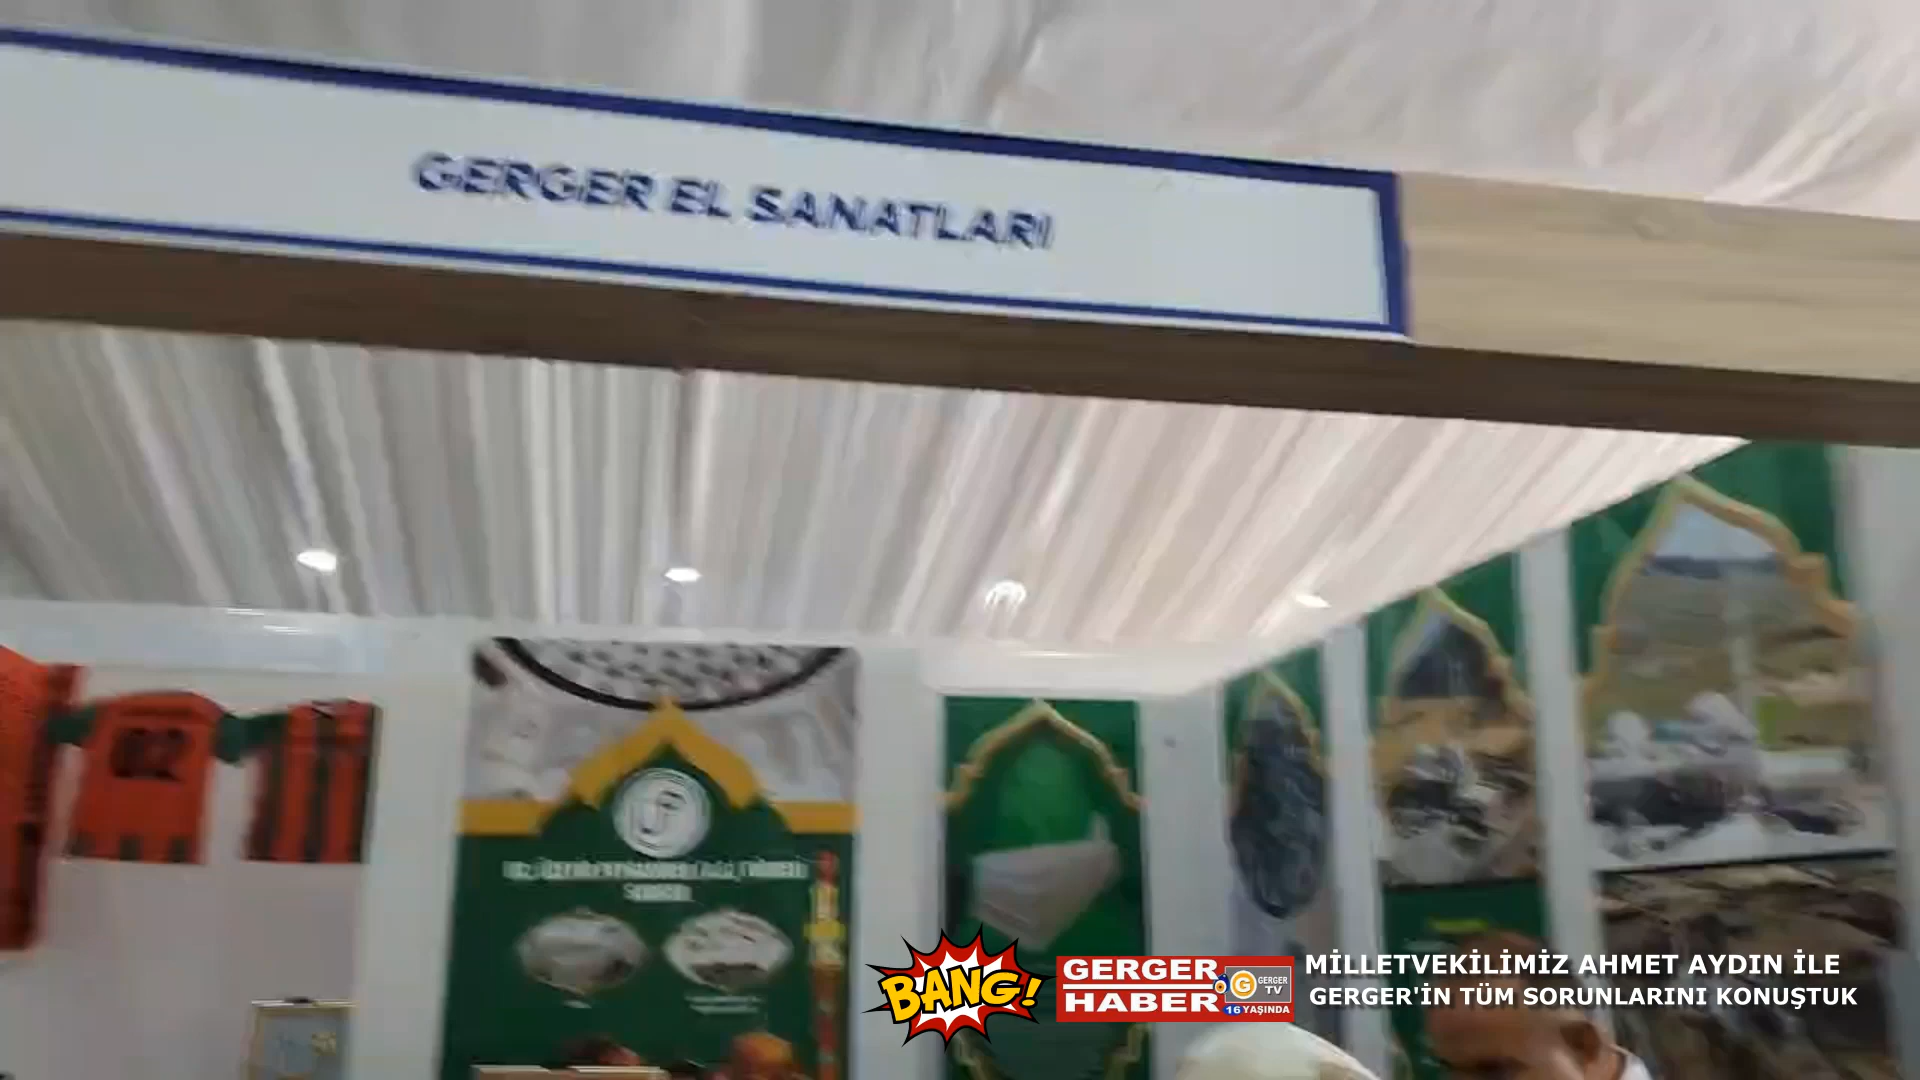 GERGER EL SANATLARI
02
BANG!
GERGER
HABER
G GERGER
TV
16 YAŞINDA
MİLLETVEKİLİMİZ AHMET AYDIN İLE
GERGER'İN TÜM SORUNLARINI KONUŞTUK